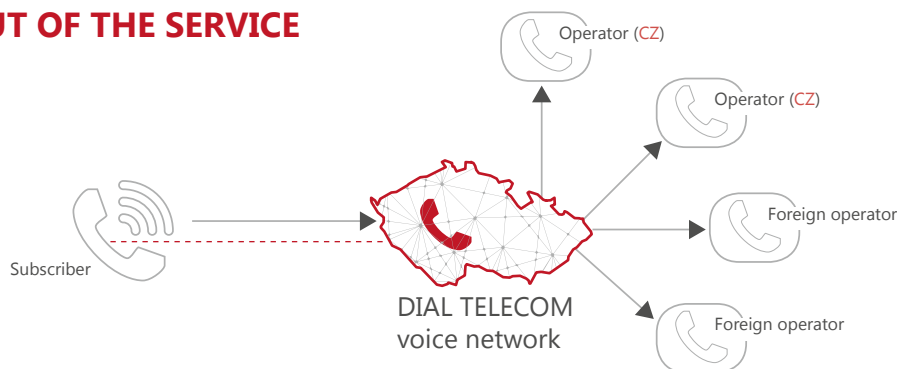 UT OF THE SERVICE
Operator (CZ)
Operator (CZ)
Foreign operator
Subscriber
DIAL TELECOM
voice network
Foreign operator